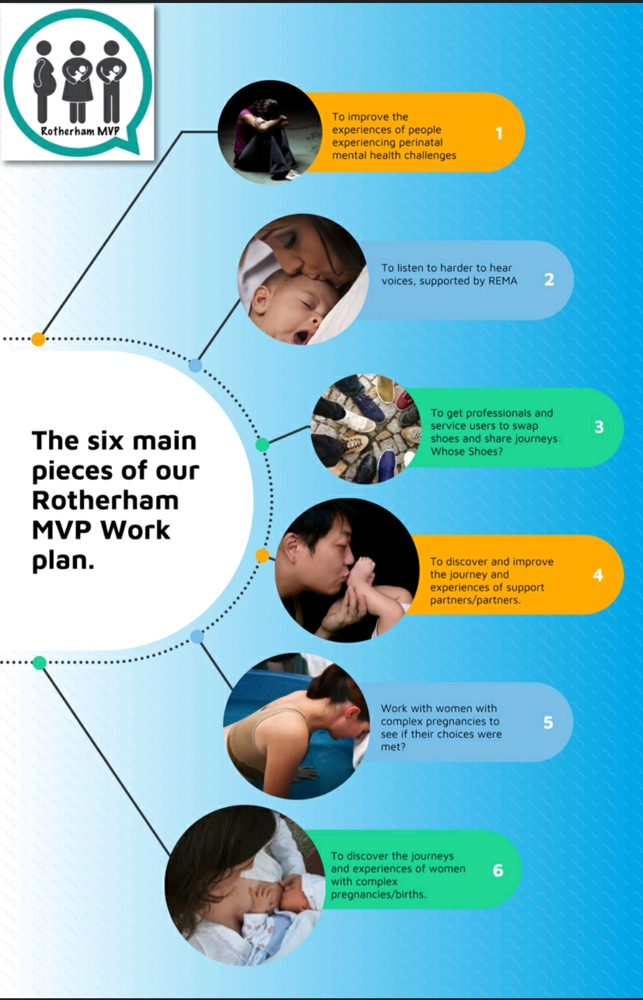 Rotherham MVP
To improve the
experiences of people
experiencing perinatal
mental health challenges
1
To listen to harder to hear
voices, supported by REMA
2
To get professionals and
service users to swap
shoes and share journeys:
Whose Shoes?
3
The six main
pieces of our
Rotherham
MVP Work
plan.
To discover and improve
the journey and
experiences of support
partners/partners.
4
Work with women with
complex pregnancies to
see if their choices were
met?
5
To discover the journeys
and experiences of women
with complex
pregnancies/births.
6